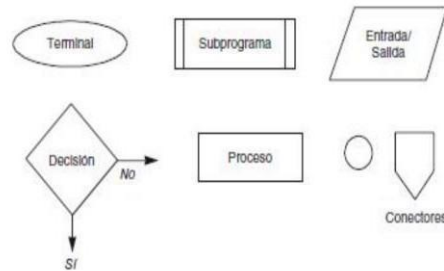 Terminal
Subprograma
Entrada/
Salida
Decisión
No
Sí
Proceso
Conectores